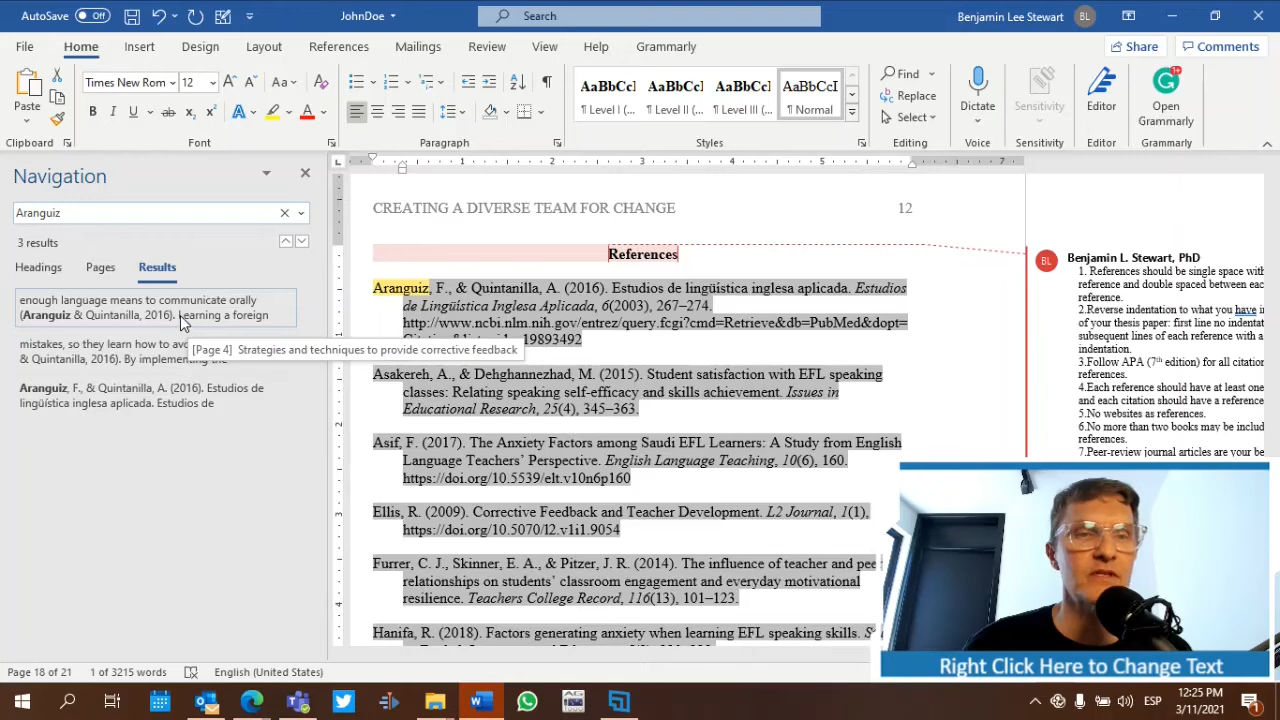 AutoSave Off JohnDoe Search Benjamin Lee Stewart BL
File Home Insert Design Layout References Mailings Review View Help Grammarly Share Comments
Paste Times New Rom 12 Aa
B I U ab x₂ x² A A
AaBbCcI AaBbCcI AaBbCcI AaBbCcI
¶ Level I (... ¶ Level II (... ¶ Level III (... ¶ Normal
Find
Replace
Select
Dictate Sensitivity Editor Open Grammarly
Clipboard Font Paragraph Styles Editing Voice Sensitivity Editor Grammarly
Navigation
Aranguiz
3 results
Headings Pages Results
enough language means to communicate orally
(Aranguiz & Quintanilla, 2016). Learning a foreign
[Page 4] Strategies and techniques to provide corrective feedback
mistakes, so they learn how to avo
& Quintanilla, 2016). By implementing the
Aranguiz, F., & Quintanilla, A. (2016). Estudios de
lingüística inglesa aplicada. Estudios de
1 2 3 4 5 6 7
CREATING A DIVERSE TEAM FOR CHANGE 12
References
Aranguiz, F., & Quintanilla, A. (2016). Estudios de lingüística inglesa aplicada. Estudios
de Lingüística Inglesa Aplicada, 6(2003), 267–274.
http://www.ncbi.nlm.nih.gov/entrez/query.fcgi?cmd=Retrieve&db=PubMed&dopt=
19893492
Asakereh, A., & Dehghannezhad, M. (2015). Student satisfaction with EFL speaking
classes: Relating speaking self-efficacy and skills achievement. Issues in
Educational Research, 25(4), 345–363.
Asif, F. (2017). The Anxiety Factors among Saudi EFL Learners: A Study from English
Language Teachers’ Perspective. English Language Teaching, 10(6), 160.
https://doi.org/10.5539/elt.v10n6p160
Ellis, R. (2009). Corrective Feedback and Teacher Development. L2 Journal, 1(1),
https://doi.org/10.5070/l2.v1i1.9054
Furrer, C. J., Skinner, E. A., & Pitzer, J. R. (2014). The influence of teacher and pee
relationships on students’ classroom engagement and everyday motivational
resilience. Teachers College Record, 116(13), 101–123.
Hanifa, R. (2018). Factors generating anxiety when learning EFL speaking skills. S
BL Benjamin L. Stewart, PhD
1. References should be single space with
reference and double spaced between each
reference.
2.Reverse indentation to what you have in
of your thesis paper: first line no indentat
subsequent lines of each reference with a
indentation.
3.Follow APA (7th edition) for all citation
references.
4.Each reference should have at least one
and each citation should have a reference
5.No websites as references.
6.No more than two books may be includ
references.
7.Peer-review journal articles are your be
Right Click Here to Change Text
Page 18 of 21 1 of 3215 words English (United States)
ESP 12:25 PM
3/11/2021